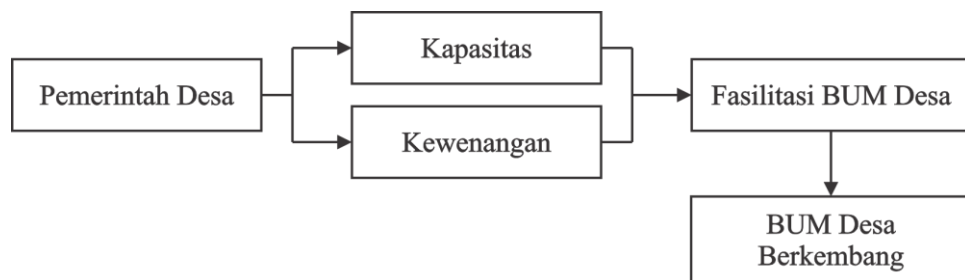 Pemerintah Desa
Kapasitas
Kewenangan
Fasilitasi BUM Desa
BUM Desa
Berkembang